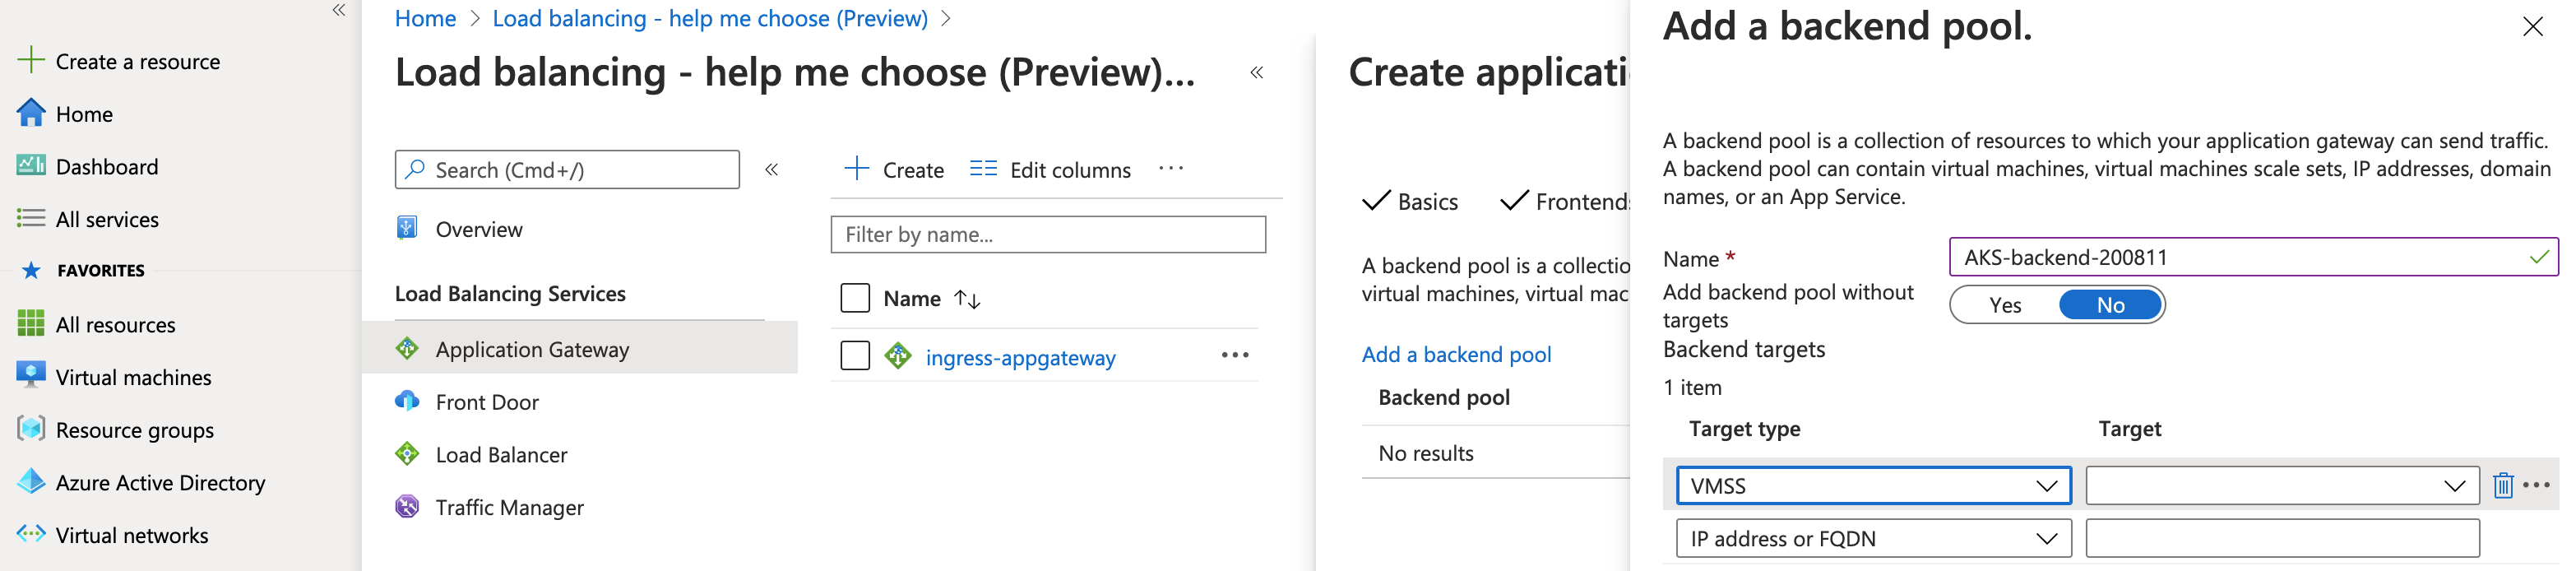 Create a resource
Home
Dashboard
All services
FAVORITES
All resources
Virtual machines
Resource groups
Azure Active Directory
Virtual networks
Home > Load balancing - help me choose (Preview) >
Load balancing - help me choose (Preview)...
Search (Cmd+/)
Overview
Load Balancing Services
Application Gateway
Front Door
Load Balancer
Traffic Manager
Create
Edit columns
Filter by name...
Name
ingress-appgateway
Create applicati
Basics
Frontends
A backend pool is a collectio
virtual machines, virtual mac
Add a backend pool
Backend pool
No results
Add a backend pool.
A backend pool is a collection of resources to which your application gateway can send traffic.
A backend pool can contain virtual machines, virtual machines scale sets, IP addresses, domain
names, or an App Service.
Name *
AKS-backend-200811
Add backend pool without
targets
Yes
No
Backend targets
1 item
Target type
Target
VMSS
IP address or FQDN